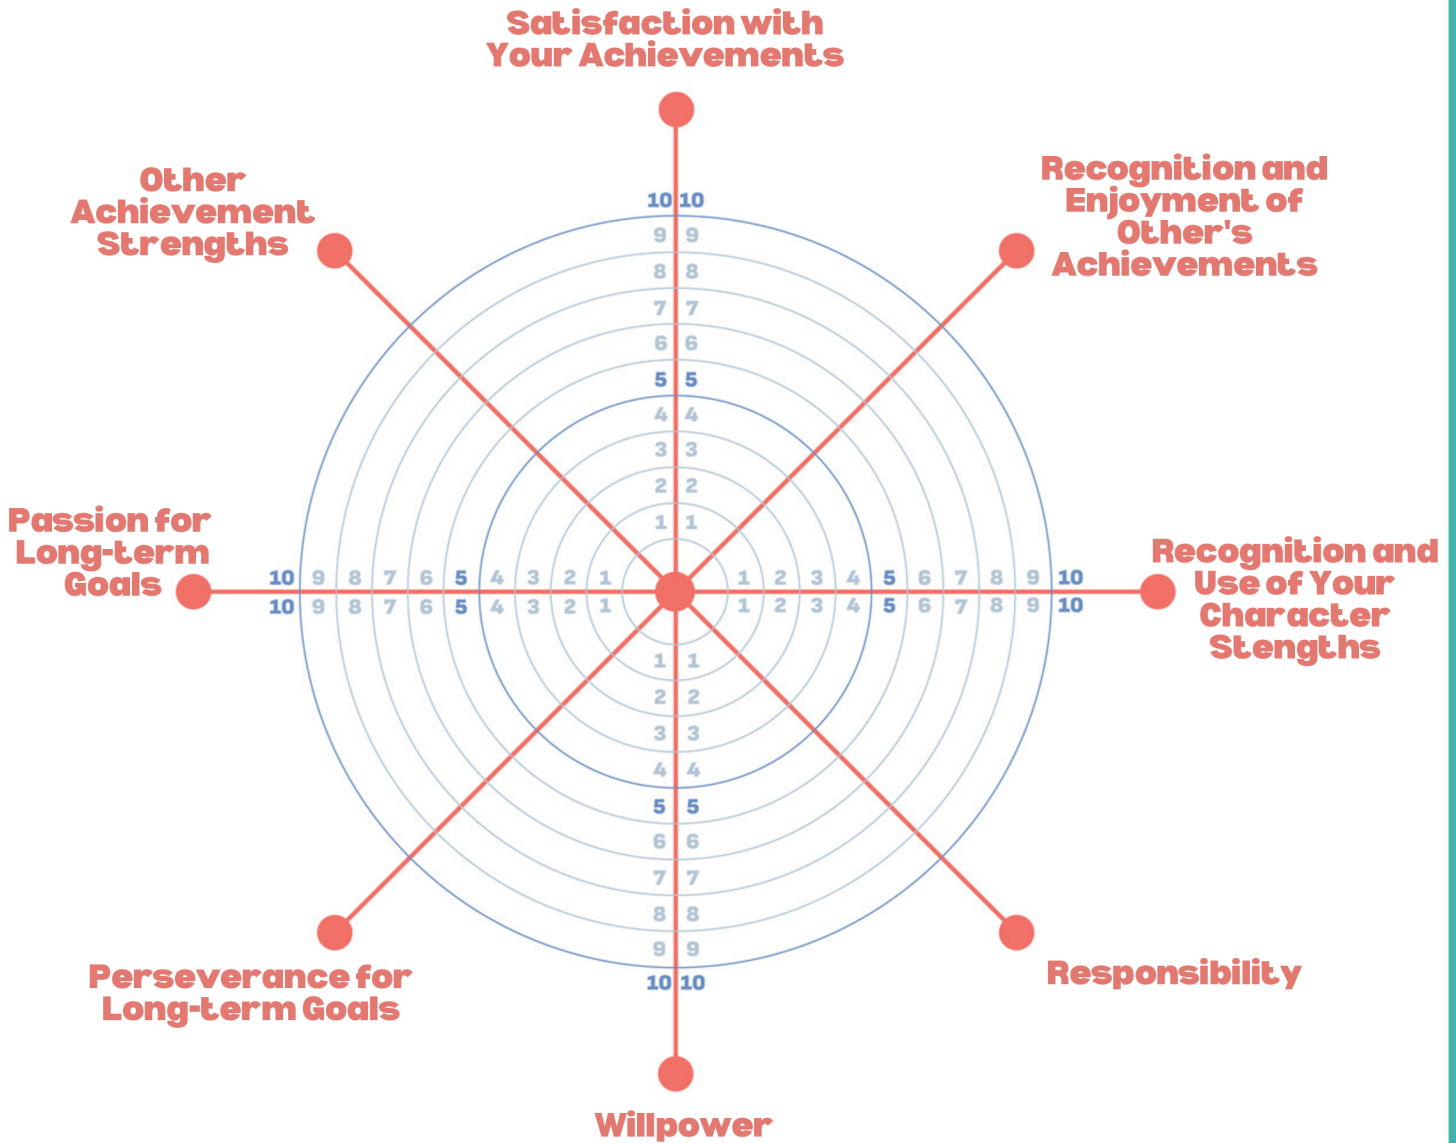 Satisfaction with
Your Achievements
Recognition and
Enjoyment of
Other's
Achievements
Other
Achievement
Strengths
10 10
9 9
8 8
7 7
6 6
5 5
4 4
3 3
2 2
1 1
Passion for
Long-term
Goals
10 9 8 7 6 5 4 3 2 1 1 2 3 4 5 6 7 8 9 10
10 9 8 7 6 5 4 3 2 1 1 2 3 4 5 6 7 8 9 10
Recognition and
Use of Your
Character
Stengths
1 1
2 2
3 3
4 4
5 5
6 6
7 7
8 8
9 9
10 10
Perseverance for
Long-term Goals
Responsibility
Willpower